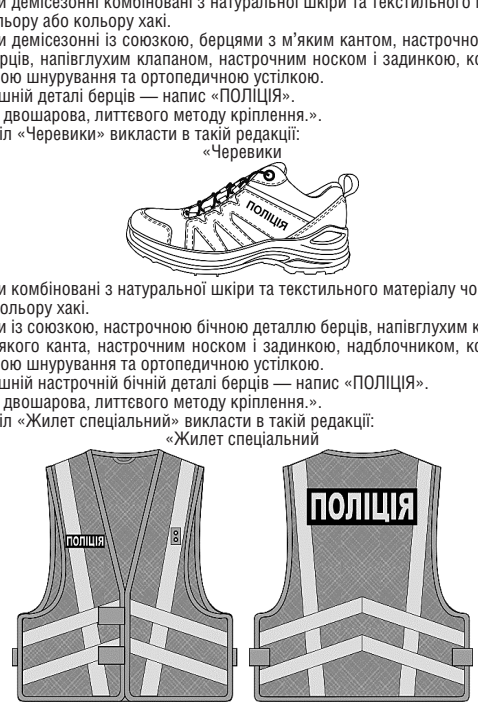 и демісезонні комбіновані з натуральної шкіри та текстильного
льору або кольору хакі.
и демісезонні із союзкою, берцями з м’яким кантом, настрочно
рців, напівглухим клапаном, настрочним носком і задинкою, ко
ою шнурування та ортопедичною устілкою.
шній деталі берців — напис «ПОЛІЦІЯ».
двошарова, литтєвого методу кріплення.».
іл «Черевики» викласти в такій редакції:
«Черевики
ПОЛІЦІЯ
и комбіновані з натуральної шкіри та текстильного матеріалу чо
ольору хакі.
и із союзкою, настрочною бічною деталлю берців, напівглухим к
якого канта, настрочним носком і задинкою, надблочником, ко
ою шнурування та ортопедичною устілкою.
шній настрочній бічній деталі берців — напис «ПОЛІЦІЯ».
двошарова, литтєвого методу кріплення.».
іл «Жилет спеціальний» викласти в такій редакції:
«Жилет спеціальний
ПОЛІЦІЯ
ПОЛІЦІЯ